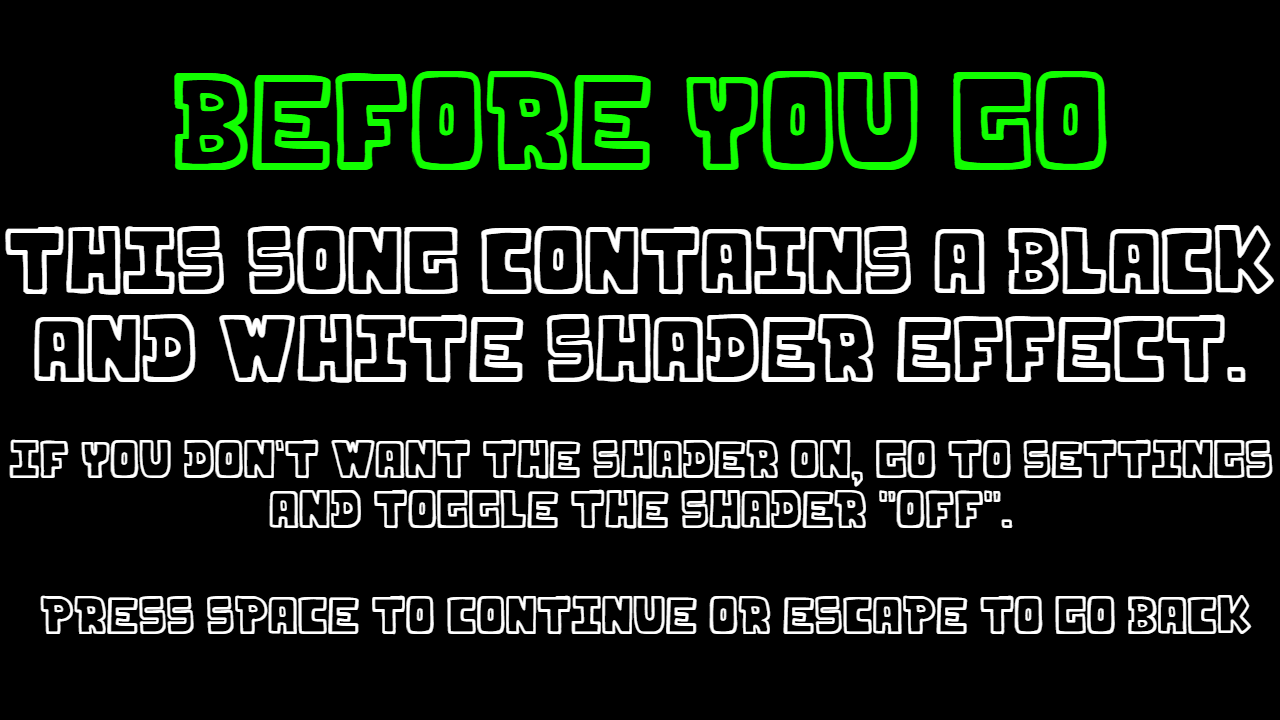 BEFORE YOU GO
THIS SONG CONTAINS A BLACK
AND WHITE SHADER EFFECT.
IF YOU DON'T WANT THE SHADER ON, GO TO SETTINGS
AND TOGGLE THE SHADER "OFF".
PRESS SPACE TO CONTINUE OR ESCAPE TO GO BACK